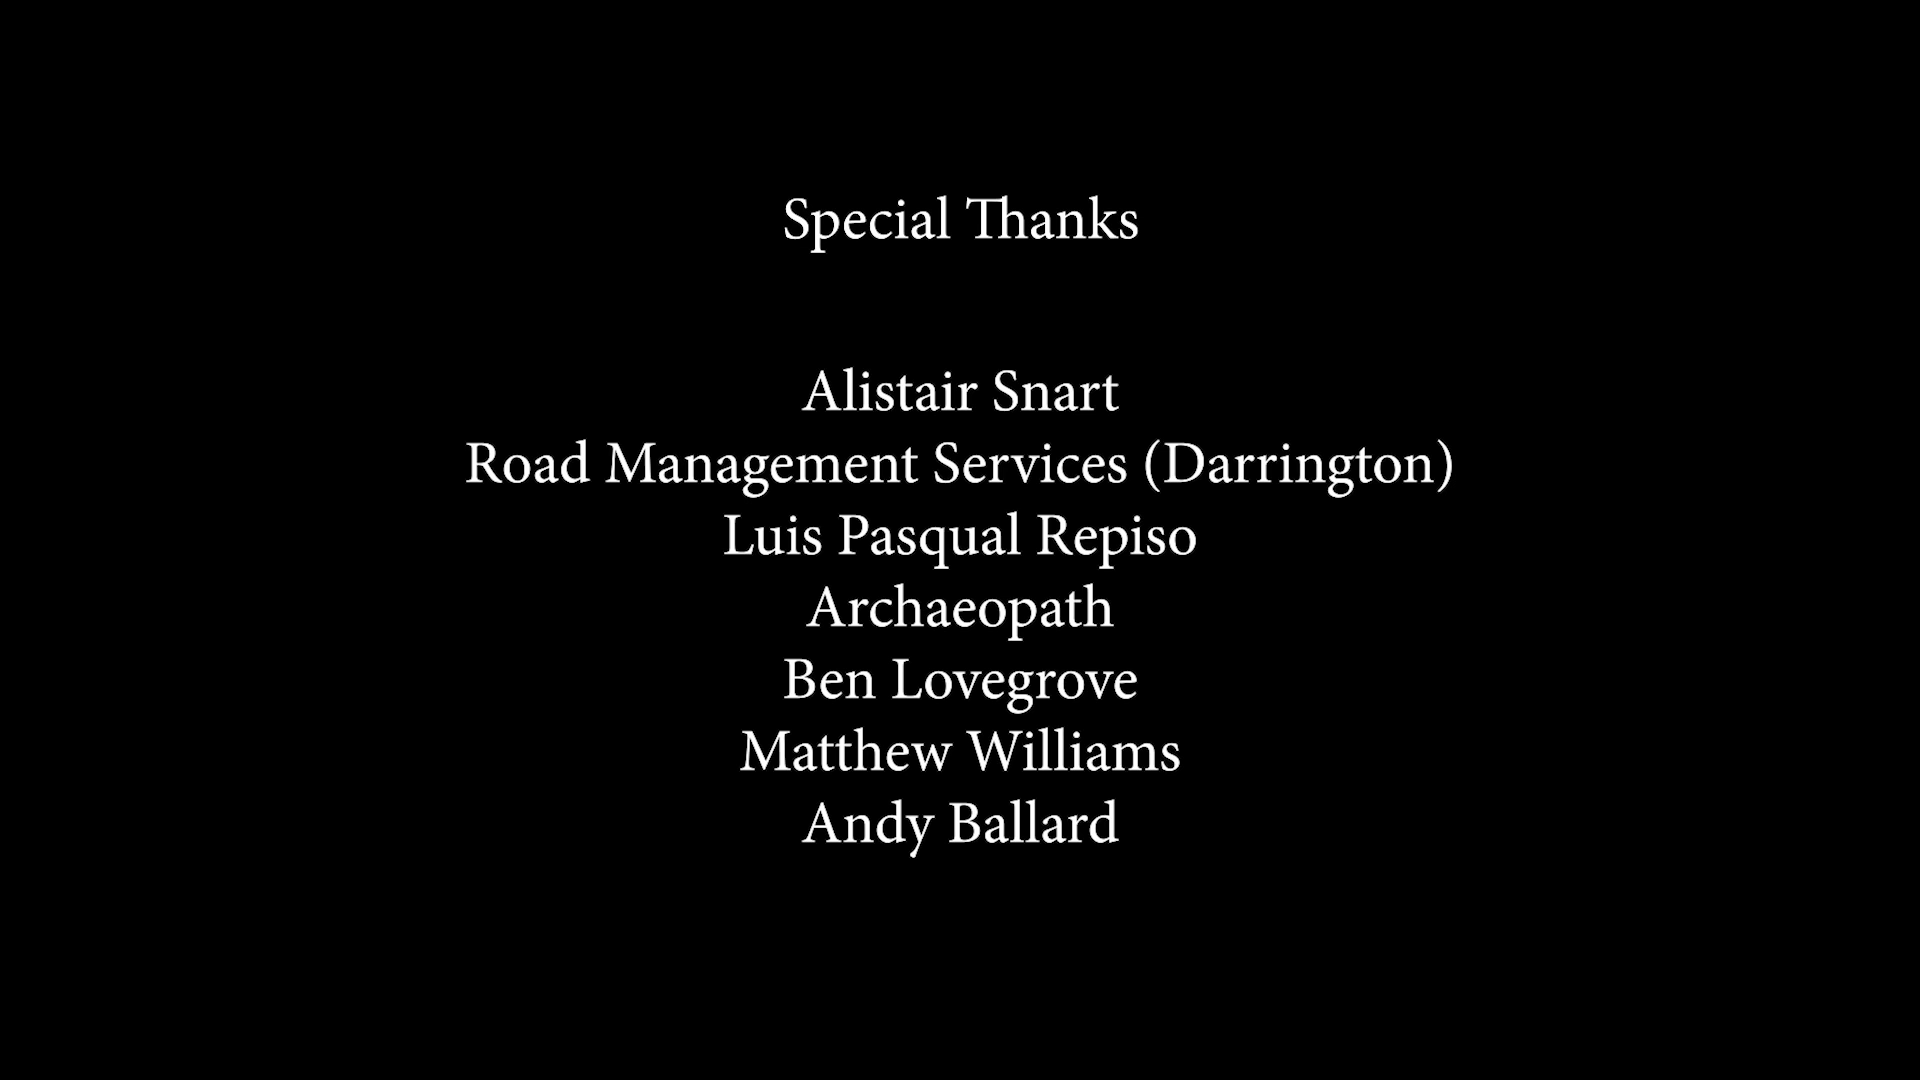 Special Thanks
Alistair Snart
Road Management Services (Darrington)
Luis Pasqual Repiso
Archaeopath
Ben Lovegrove
Matthew Williams
Andy Ballard